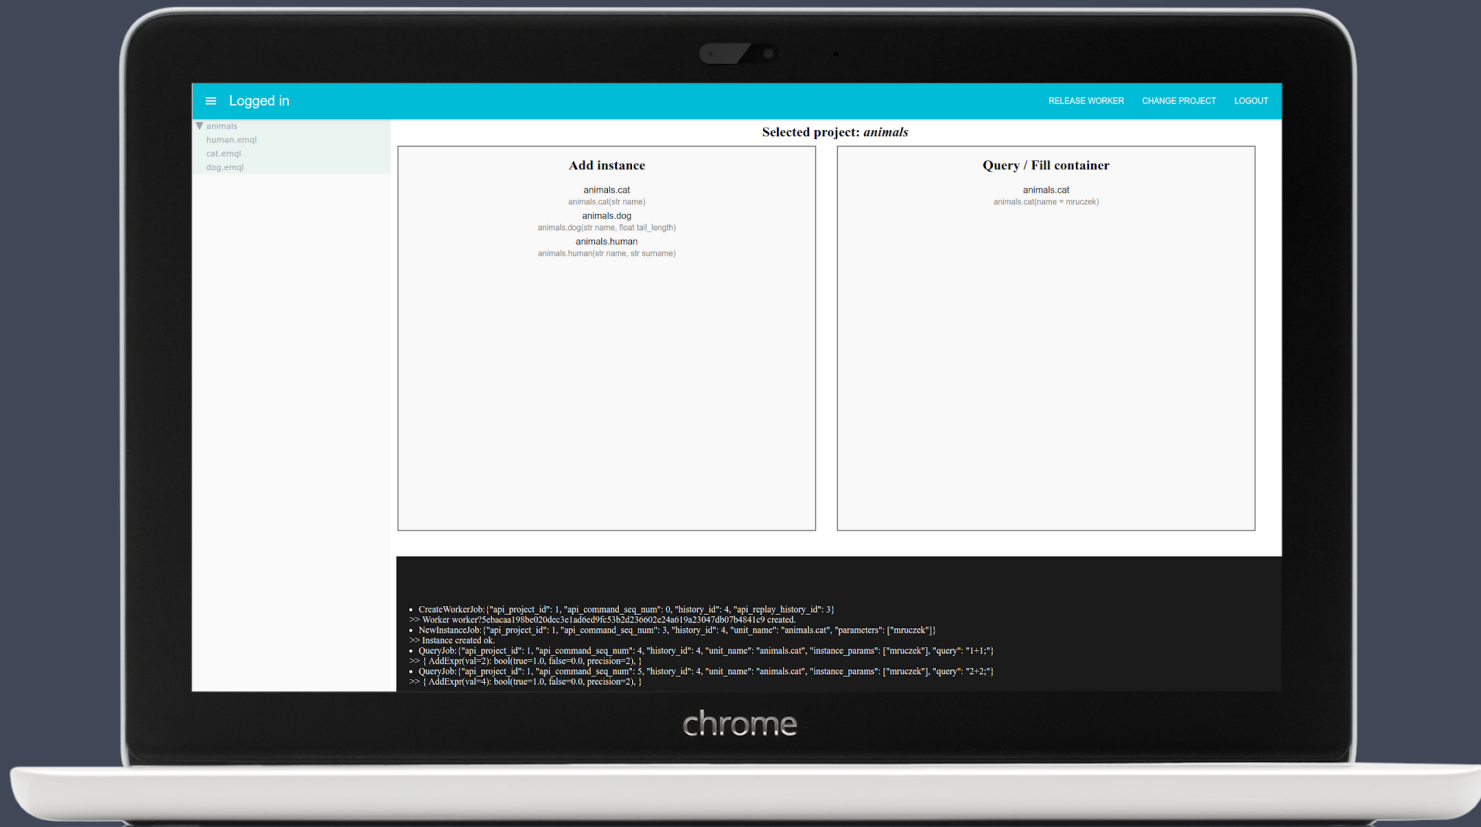 Logged in
RELEASE WORKER CHANGE PROJECT LOGOUT
animals
human.emql
cat.emql
dog.emql
Selected project: animals
Add instance
animals.cat
animals.cat(str name)
animals.dog
animals.dog(str name, float tail_length)
animals.human
animals.human(str name, str surname)
Query / Fill container
animals.cat
animals.cat(name = mruczek)
• CreateWorkerJob:{"api_project_id": 1, "api_command_seq_num": 0, "history_id": 4, "api_replay_history_id": 3}
>> Worker worker?5ebacaa198be020dec3e1ad6ed9fc53b2d236602e24a619a23047db07b4841c9 created.
• NewInstanceJob:{"api_project_id": 1, "api_command_seq_num": 3, "history_id": 4, "unit_name": "animals.cat", "parameters": ["mruczek"]}
>> Instance created ok.
• QueryJob:{"api_project_id": 1, "api_command_seq_num": 4, "history_id": 4, "unit_name": "animals.cat", "instance_params": ["mruczek"], "query": "1+1;"}
>> { AddExpr(val=2): bool(true=1.0, false=0.0, precision=2), }
• QueryJob:{"api_project_id": 1, "api_command_seq_num": 5, "history_id": 4, "unit_name": "animals.cat", "instance_params": ["mruczek"], "query": "2+2;"}
>> { AddExpr(val=4): bool(true=1.0, false=0.0, precision=2), }
chrome